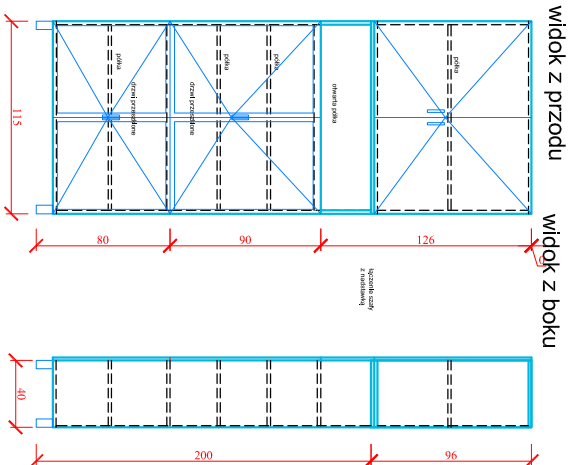 widok z przodu
półka
półka
półka
półka
drzwi przesuwne
drzwi przesuwne
otwarta półka
115
80
90
126
widok z boku
łączenie szafy
z nadstawką
40
200
96